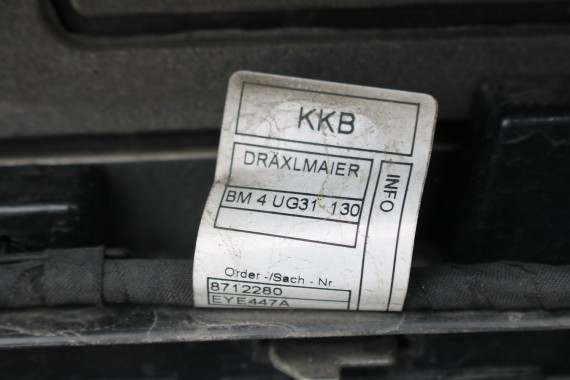 KKB
DRÄXLMAIER
INFO
BM 4 UG31-130
Order -/Sach - Nr.
8712280
EYE447A